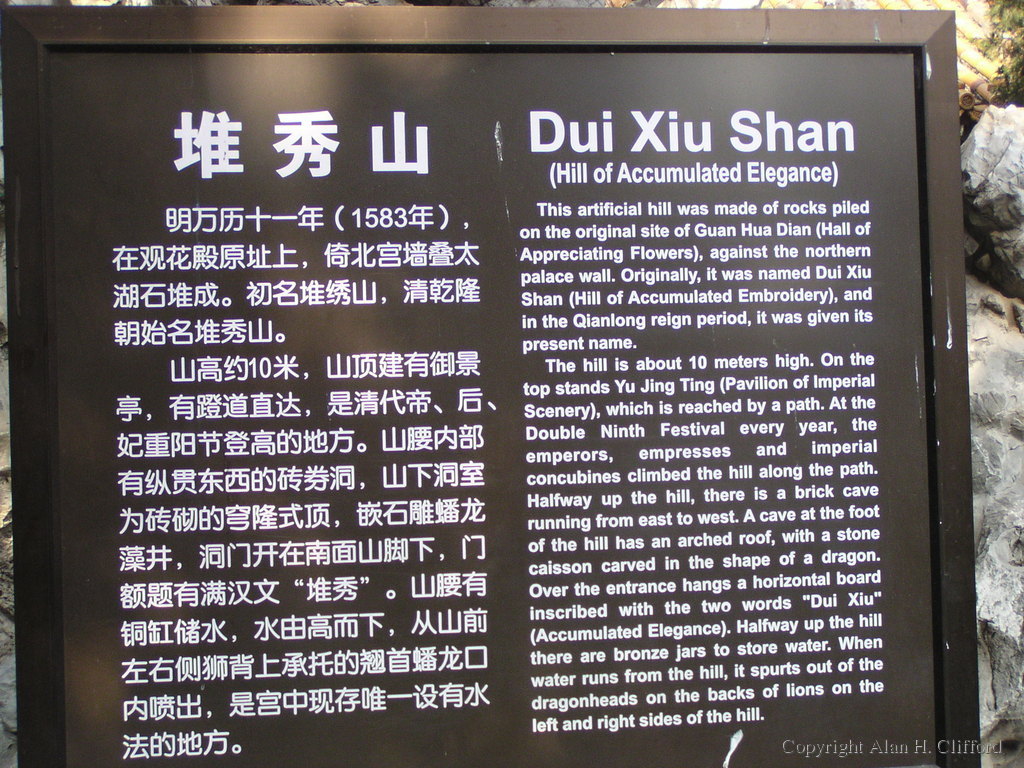 堆秀山
明万历十一年（1583年），
在观花殿原址上，倚北宫墙叠太
湖石堆成。初名堆绣山，清乾隆
朝始名堆秀山。
山高约10米，山顶建有御景
亭，有蹬道直达，是清代帝、后、
妃重阳节登高的地方。山腰内部
有纵贯东西的砖券洞，山下洞室
为砖砌的穹隆式顶，嵌石雕蟠龙
藻井，洞门开在南面山脚下，门
额题有满汉文“堆秀”。山腰有
铜缸储水，水由高而下，从山前
左右侧狮背上承托的翘首蟠龙口
内喷出，是宫中现存唯一设有水
法的地方。
Dui Xiu Shan
(Hill of Accumulated Elegance)
This artificial hill was made of rocks piled
on the original site of Guan Hua Dian (Hall of
Appreciating Flowers), against the northern
palace wall. Originally, it was named Dui Xiu
Shan (Hill of Accumulated Embroidery), and
in the Qianlong reign period, it was given its
present name.
The hill is about 10 meters high. On the
top stands Yu Jing Ting (Pavilion of Imperial
Scenery), which is reached by a path. At the
Double Ninth Festival every year, the
emperors, empresses and imperial
concubines climbed the hill along the path.
Halfway up the hill, there is a brick cave
running from east to west. A cave at the foot
of the hill has an arched roof, with a stone
caisson carved in the shape of a dragon.
Over the entrance hangs a horizontal board
inscribed with the two words "Dui Xiu"
(Accumulated Elegance). Halfway up the hill
there are bronze jars to store water. When
water runs from the hill, it spurts out of the
dragonheads on the backs of lions on the
left and right sides of the hill.
Copyright Alan H. Clifford